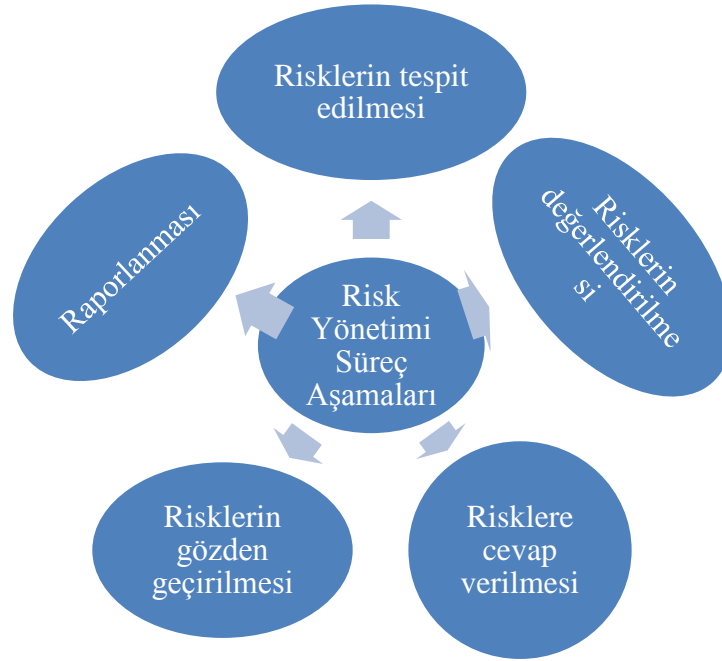 Risklerin tespit
edilmesi
Risklerin
değerlendirilme
si
Risklere
cevap
verilmesi
Risklerin
gözden
geçirilmesi
Raporlanması
Risk
Yönetimi
Süreç
Aşamaları